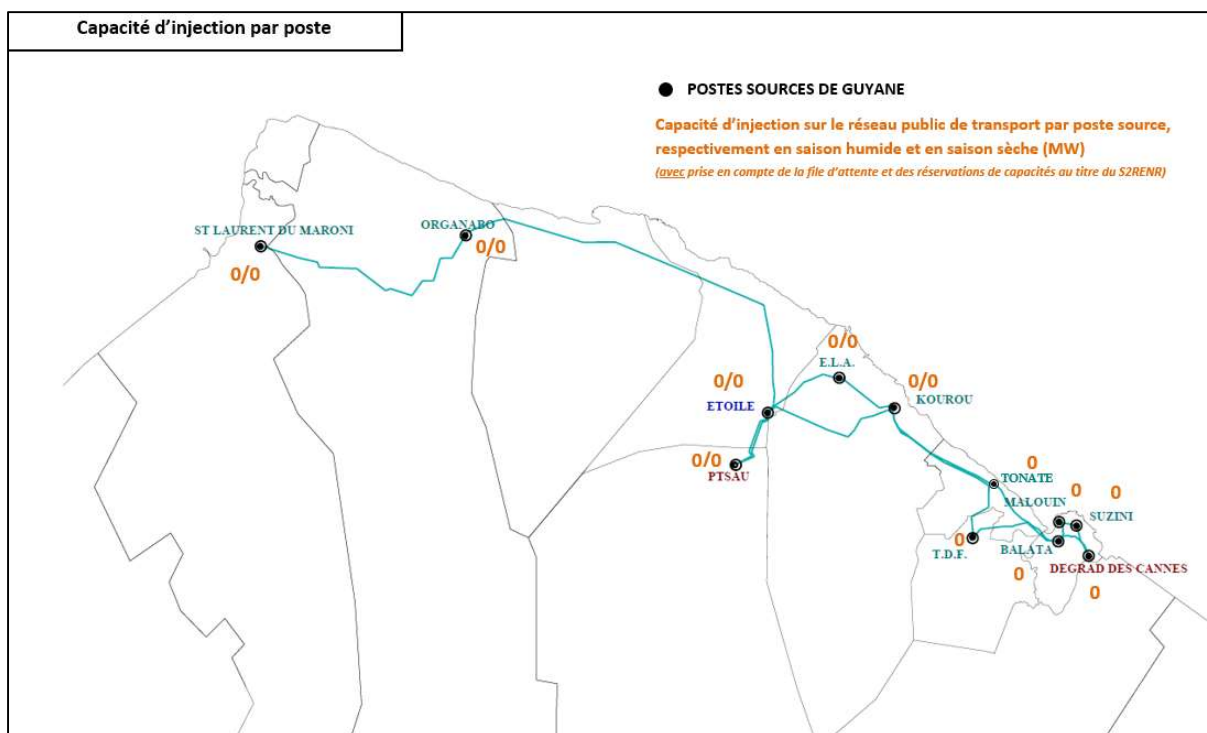 Capacité d'injection par poste
POSTES SOURCES DE GUYANE
Capacité d'injection sur le réseau public de transport par poste source,
respectivement en saison humide et en saison sèche (MW)
(avec prise en compte de la file d'attente et des réservations de capacités au titre du S2RENR)
ST LAURENT DU MARONI
0/0
ORGANABO
0/0
0/0
E.L.A.
0/0
ETOILE
0/0
KOUROU
0/0
PTSAU
0
TONATE
MALOUIN
0
0
SUZINI
0
T.D.F.
BALATA
DEGRAD DES CANNES
0
0